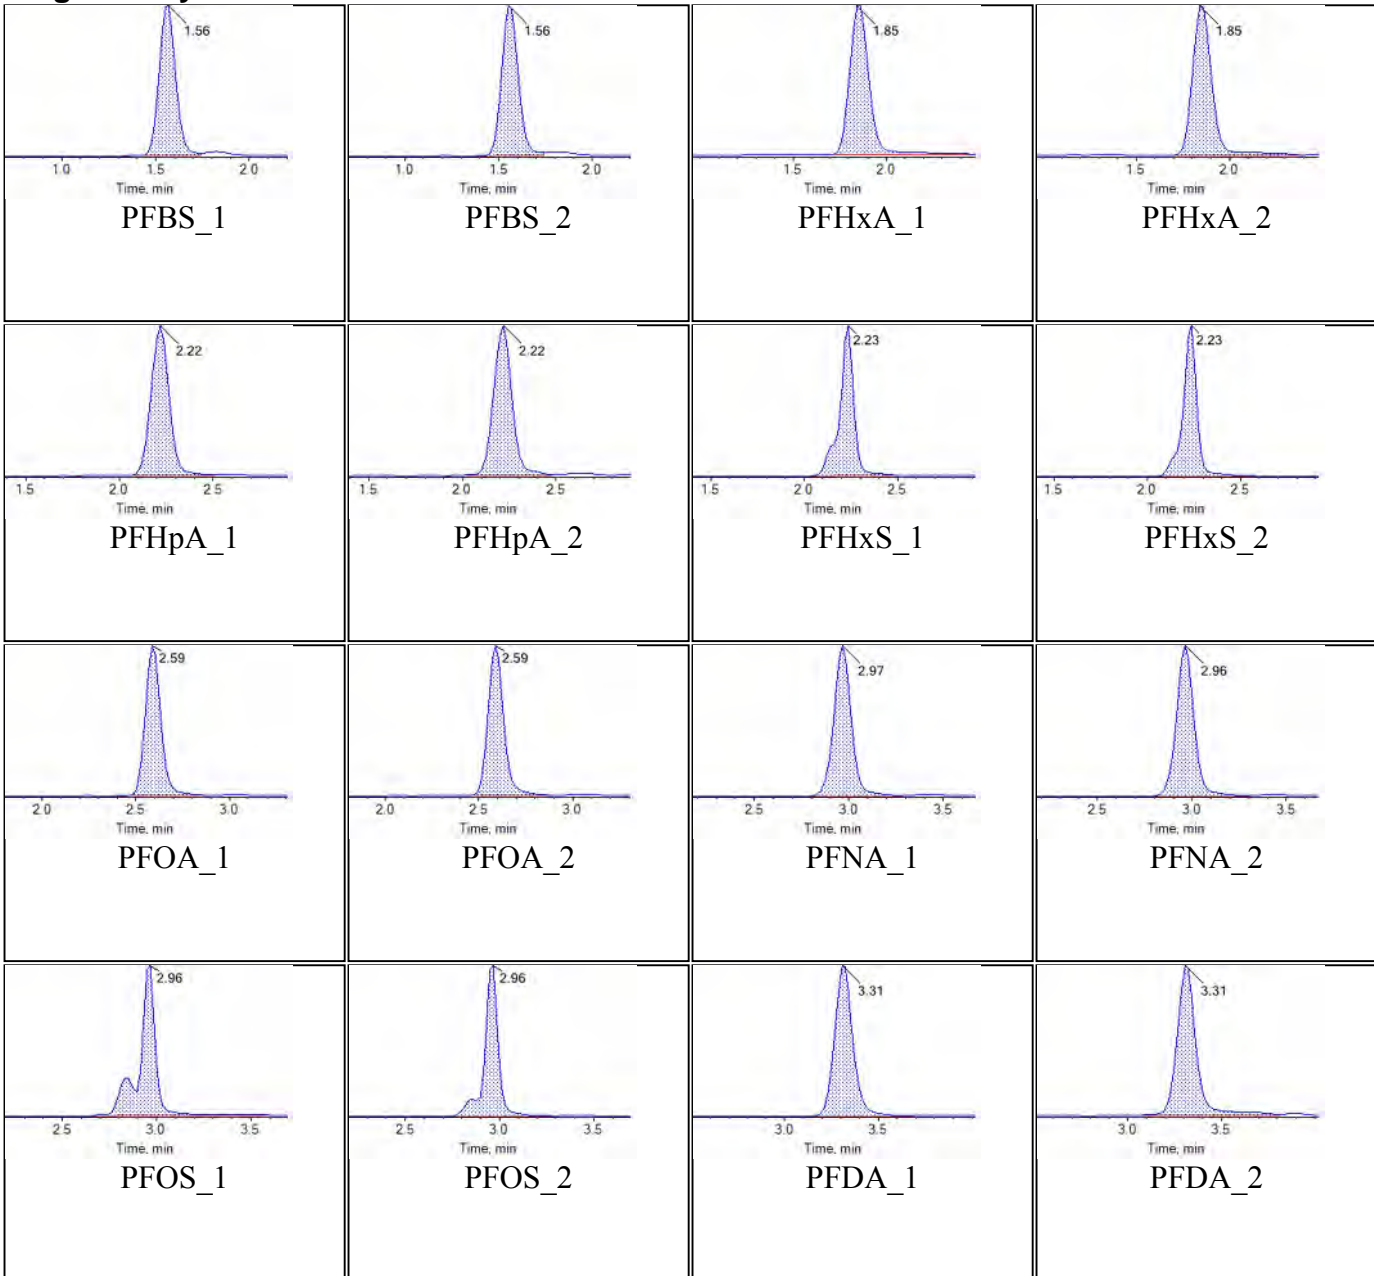 1.56 1.56 1.85 1.85
1.0 1.5 2.0 1.0 1.5 2.0 1.5 2.0 1.5 2.0
Time, min Time, min Time, min Time, min
PFBS_1 PFBS_2 PFHxA_1 PFHxA_2
2.22 2.22 2.23 2.23
1.5 2.0 2.5 1.5 2.0 2.5 1.5 2.0 2.5 1.5 2.0 2.5
Time, min Time, min Time, min Time, min
PFHpA_1 PFHpA_2 PFHxS_1 PFHxS_2
2.59 2.59 2.97 2.96
2.0 2.5 3.0 2.0 2.5 3.0 2.5 3.0 3.5 2.5 3.0 3.5
Time, min Time, min Time, min Time, min
PFOA_1 PFOA_2 PFNA_1 PFNA_2
2.96 2.96 3.31 3.31
2.5 3.0 3.5 2.5 3.0 3.5 3.0 3.5 3.0 3.5
Time, min Time, min Time, min Time, min
PFOS_1 PFOS_2 PFDA_1 PFDA_2